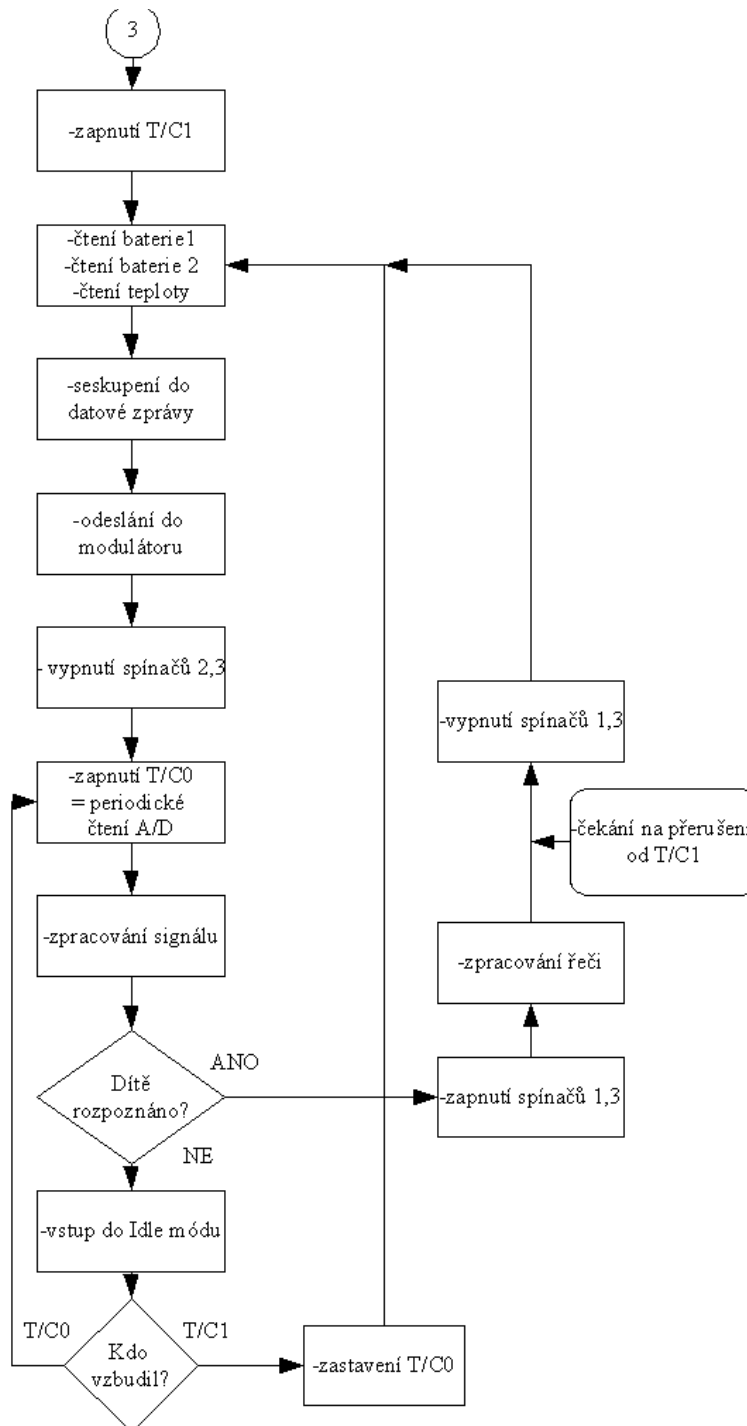 3
-zapnutí T/C1
-čtení baterie1
-čtení baterie 2
-čtení teploty
-seskupení do
datové zprávy
-odeslání do
modulátoru
- vypnutí spínačů 2,3
-zapnutí T/C0
= periodické
čtení A/D
-zpracování signálu
Dítě
rozpoznáno?
ANO
NE
-vstup do Idle módu
Kdo
vzbudil?
T/C0
T/C1
-zastavení T/C0
-zapnutí spínačů 1,3
-zpracování řeči
-čekání na přerušení
od T/C1
-vypnutí spínačů 1,3